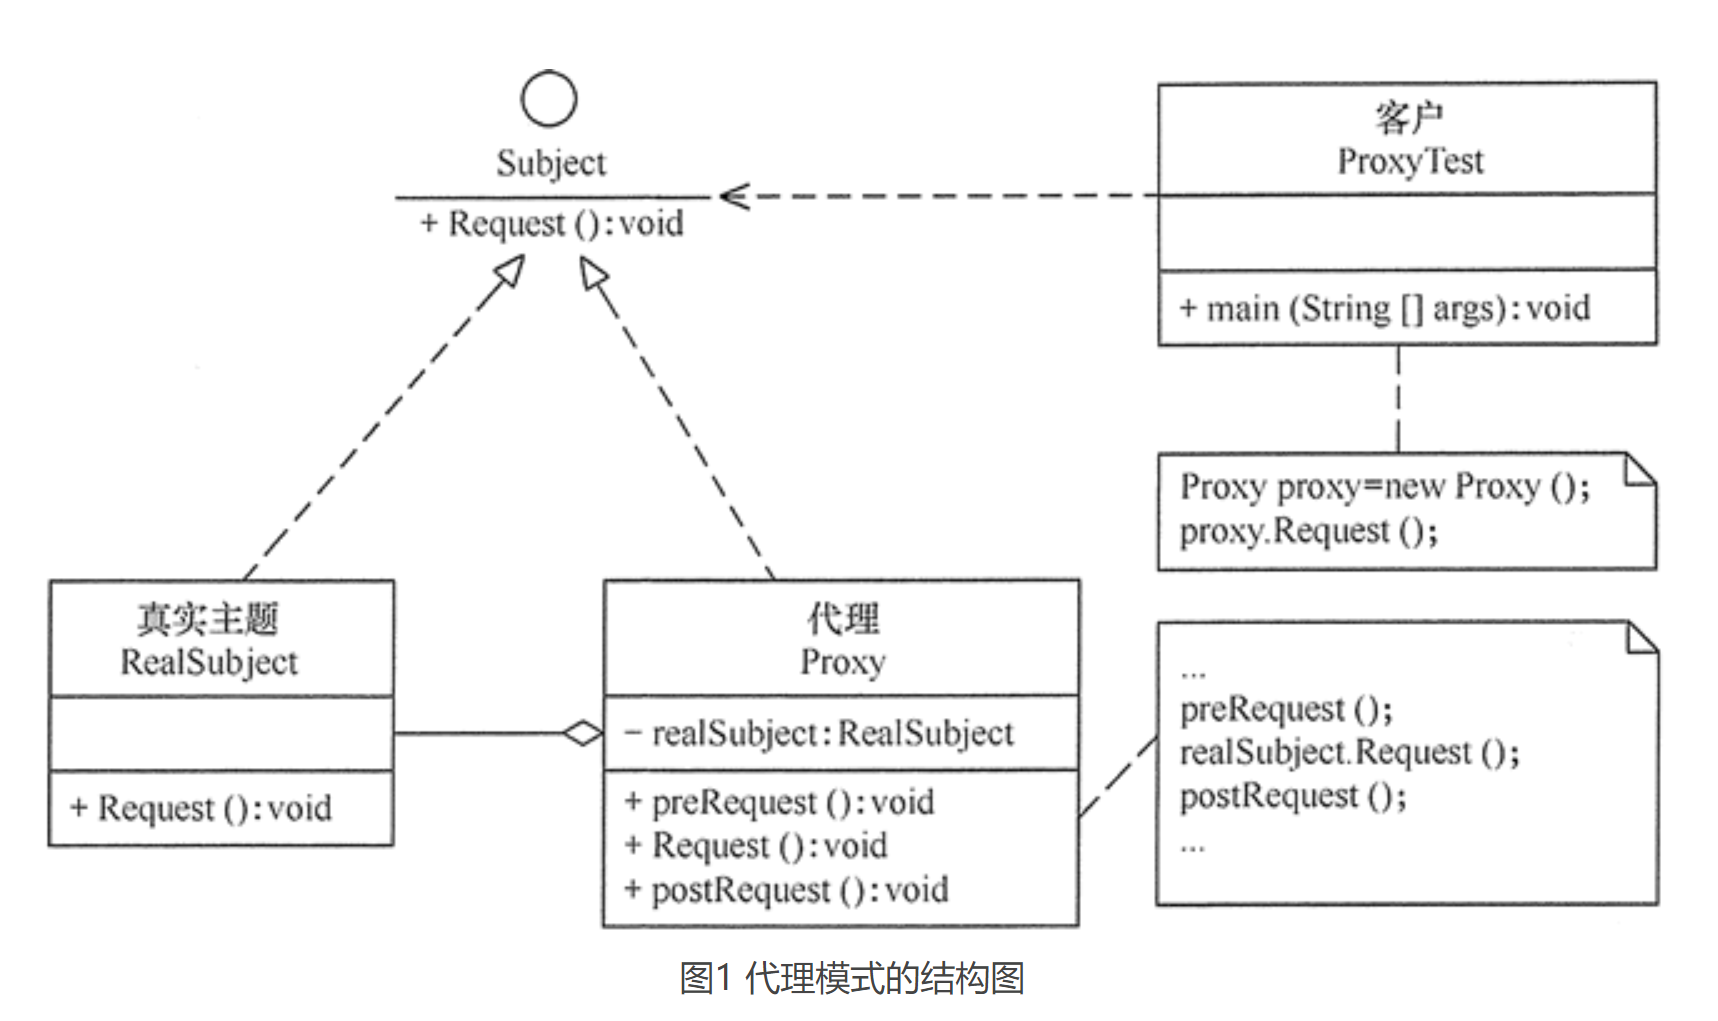 Subject
+ Request ( ) : void
客户
ProxyTest
+ main (String [] args) : void
Proxy proxy=new Proxy ( );
proxy.Request ( );
真实主题
RealSubject
+ Request ( ) : void
代理
Proxy
− realSubject : RealSubject
+ preRequest ( ) : void
+ Request ( ) : void
+ postRequest ( ) : void
...
preRequest ( );
realSubject.Request ( );
postRequest ( );
...
图1 代理模式的结构图